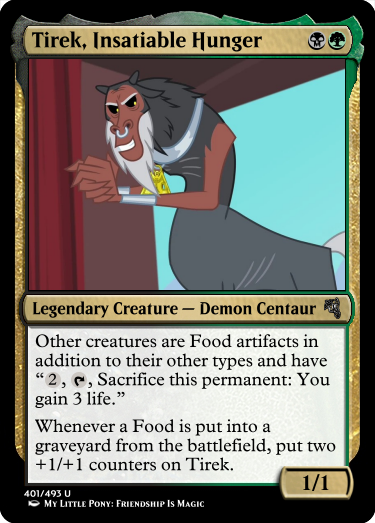 Tirek, Insatiable Hunger
Legendary Creature — Demon Centaur
Other creatures are Food artifacts in
addition to their other types and have
“2, , Sacrifice this permanent: You
gain 3 life.”
Whenever a Food is put into a
graveyard from the battlefield, put two
+1/+1 counters on Tirek.
1/1
401/493 U
My Little Pony: Friendship Is Magic